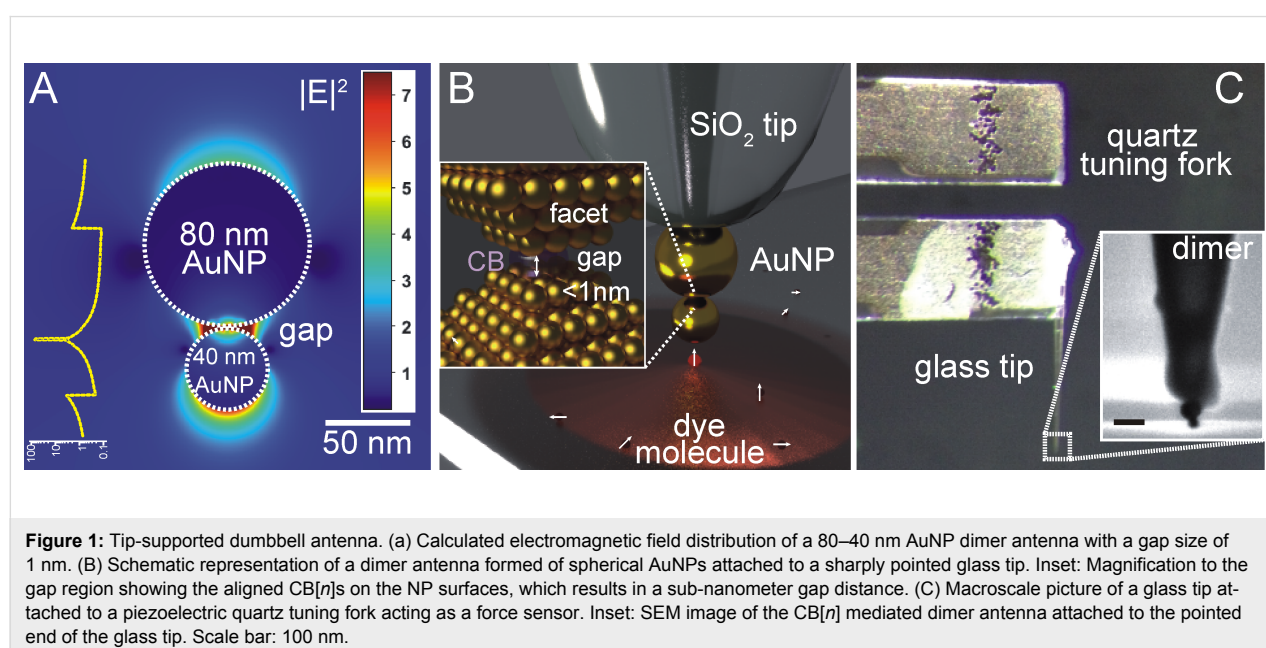 A
|E|²
7
6
5
4
3
2
1
80 nm
AuNP
gap
40 nm
AuNP
50 nm
100
10
1
0.1
B
SiO₂ tip
facet
CB
gap
<1nm
AuNP
dye
molecule
C
quartz
tuning fork
dimer
glass tip
Figure 1: Tip-supported dumbbell antenna. (a) Calculated electromagnetic field distribution of a 80–40 nm AuNP dimer antenna with a gap size of
1 nm. (B) Schematic representation of a dimer antenna formed of spherical AuNPs attached to a sharply pointed glass tip. Inset: Magnification to the
gap region showing the aligned CB[n]s on the NP surfaces, which results in a sub-nanometer gap distance. (C) Macroscale picture of a glass tip at-
tached to a piezoelectric quartz tuning fork acting as a force sensor. Inset: SEM image of the CB[n] mediated dimer antenna attached to the pointed
end of the glass tip. Scale bar: 100 nm.